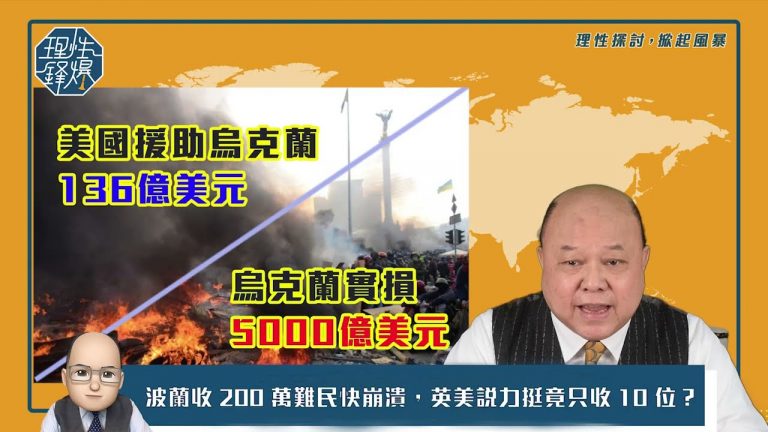 理性
鋒爆
理性探討，掀起風暴
美國援助烏克蘭
136億美元
烏克蘭實損
5000億美元
波蘭收 200 萬難民快崩潰，英美說力挺竟只收 10 位？